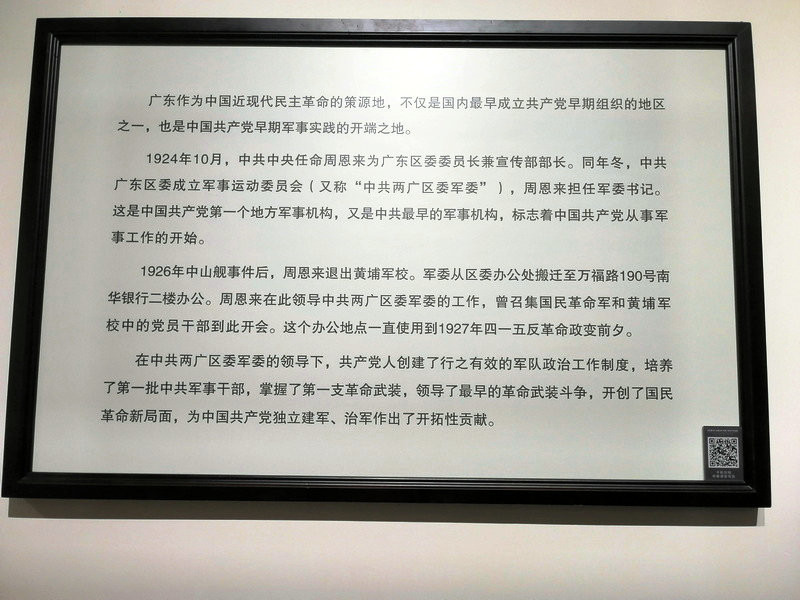 广东作为中国近现代民主革命的策源地，不仅是国内最早成立共产党早期组织的地区
之一，也是中国共产党早期军事实践的开端之地。
1924年10月，中共中央任命周恩来为广东区委委员长兼宣传部部长。同年冬，中共
广东区委成立军事运动委员会（又称“中共两广区委军委”），周恩来担任军委书记。
这是中国共产党第一个地方军事机构，又是中共最早的军事机构，标志着中国共产党从事军
事工作的开始。
1926年中山舰事件后，周恩来退出黄埔军校。军委从区委办公处搬迁至万福路190号南
华银行二楼办公。周恩来在此领导中共两广区委军委的工作，曾召集国民革命军和黄埔军
校中的党员干部到此开会。这个办公地点一直使用到1927年四一五反革命政变前夕。
在中共两广区委军委的领导下，共产党人创建了行之有效的军队政治工作制度，培养
了第一批中共军事干部，掌握了第一支革命武装，领导了最早的革命武装斗争，开创了国民
革命新局面，为中国共产党独立建军、治军作出了开拓性贡献。